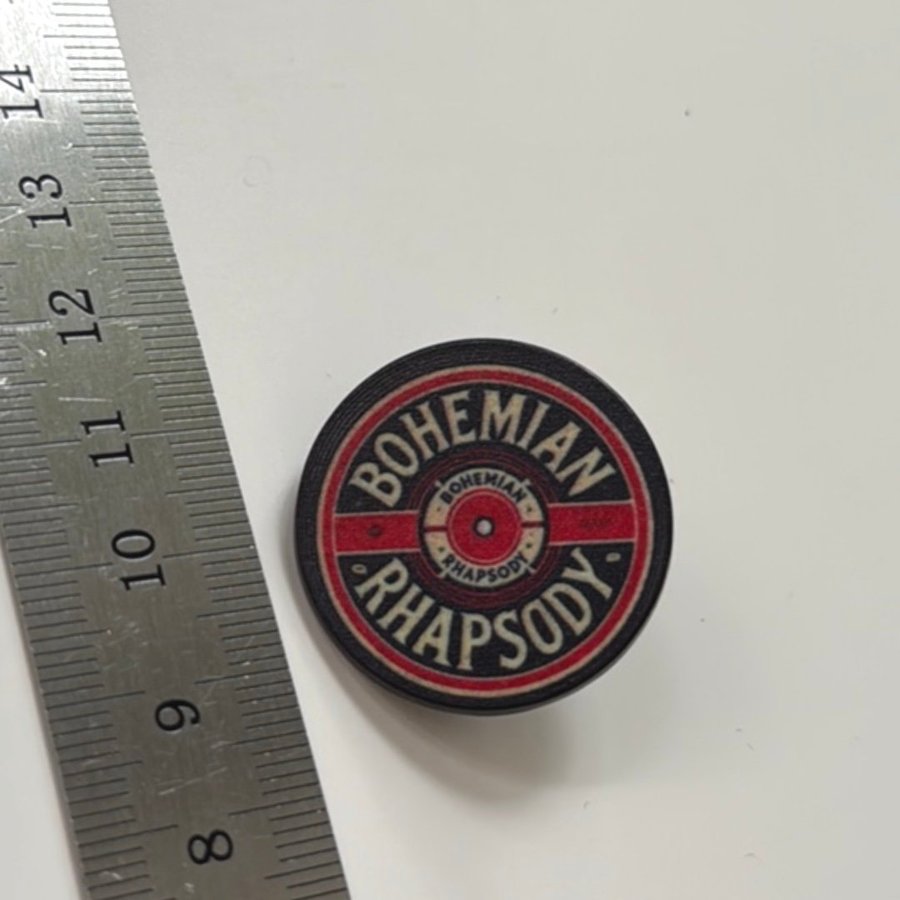 14
13
12
11
10
9
8
BOHEMIAN
BOHEMIAN
RHAPSODY
RHAPSODY